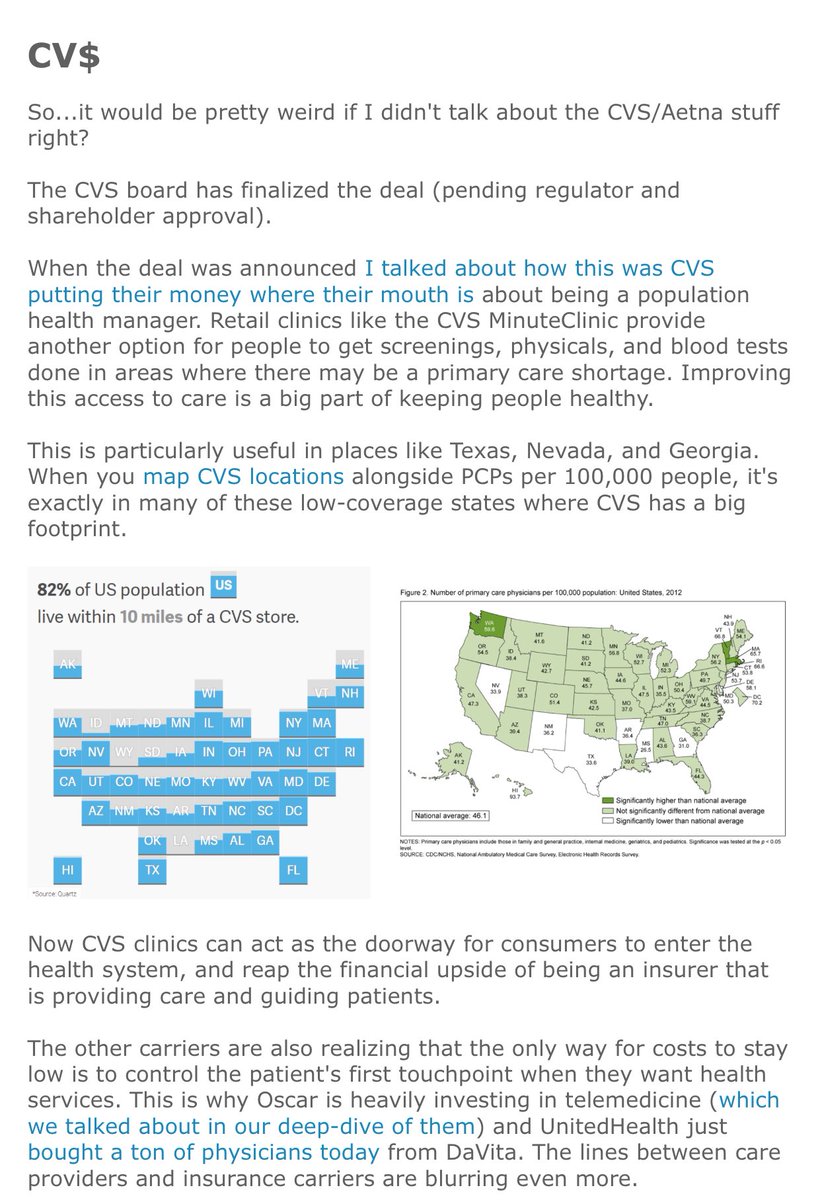 CV$
So...it would be pretty weird if I didn't talk about the CVS/Aetna stuff
right?
The CVS board has finalized the deal (pending regulator and
shareholder approval).
When the deal was announced I talked about how this was CVS
putting their money where their mouth is about being a population
health manager. Retail clinics like the CVS MinuteClinic provide
another option for people to get screenings, physicals, and blood tests
done in areas where there may be a primary care shortage. Improving
this access to care is a big part of keeping people healthy.
This is particularly useful in places like Texas, Nevada, and Georgia.
When you map CVS locations alongside PCPs per 100,000 people, it's
exactly in many of these low-coverage states where CVS has a big
footprint.
82% of US population US
live within 10 miles of a CVS store.
AK ME
WI VT NH
WA ID MT ND MN IL MI NY MA
OR NV WY SD IA IN OH PA NJ CT RI
CA UT CO NE MO KY WV VA MD DE
AZ NM KS AR TN NC SC DC
OK LA MS AL GA
HI TX FL
*Source: Quartz
Figure 2. Number of primary care physicians per 100,000 population: United States, 2012
WA
59.6
OR
54.5
ID
38.4
MT
41.6
ND
41.2
MN
56.8
WI
52.7
MI
52.3
NY
56.2
VT
66.8
NH
43.9
ME
54.1
MA
65.7
RI
66.6
CT
53.8
NJ
53.7
DE
58.1
MD
50.3
DC
70.2
SD
41.2
WY
42.7
NV
33.9
UT
38.3
CO
51.4
NE
45.7
IA
44.6
IL
47.5
IN
35.5
OH
50.4
PA
49.7
WV
59.1
VA
44.5
CA
47.3
AZ
39.4
NM
36.2
KS
42.5
MO
37.0
KY
43.5
NC
38.7
TN
47.0
SC
36.3
OK
41.1
AR
36.4
TX
33.6
LA
39.0
MS
26.5
AL
43.6
GA
31.0
FL
44.3
AK
41.2
HI
93.7
National average: 46.1
Significantly higher than national average
Not significantly different from national average
Significantly lower than national average
NOTES: Primary care physicians include those in family and general practice, internal medicine, geriatrics, and pediatrics. Significance was tested at the p < 0.05
level.
SOURCE: CDC/NCHS, National Ambulatory Medical Care Survey, Electronic Health Records Survey.
Now CVS clinics can act as the doorway for consumers to enter the
health system, and reap the financial upside of being an insurer that
is providing care and guiding patients.
The other carriers are also realizing that the only way for costs to stay
low is to control the patient's first touchpoint when they want health
services. This is why Oscar is heavily investing in telemedicine (which
we talked about in our deep-dive of them) and UnitedHealth just
bought a ton of physicians today from DaVita. The lines between care
providers and insurance carriers are blurring even more.